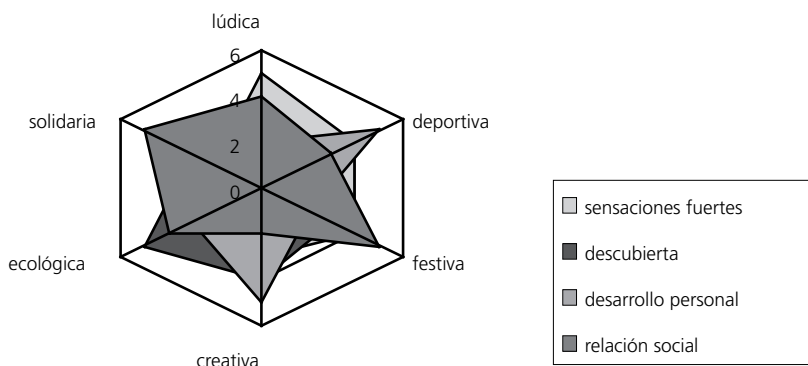 lúdica
6
solidaria
4
deportiva
2
0
ecológica
festiva
creativa
sensaciones fuertes
descubierta
desarrollo personal
relación social